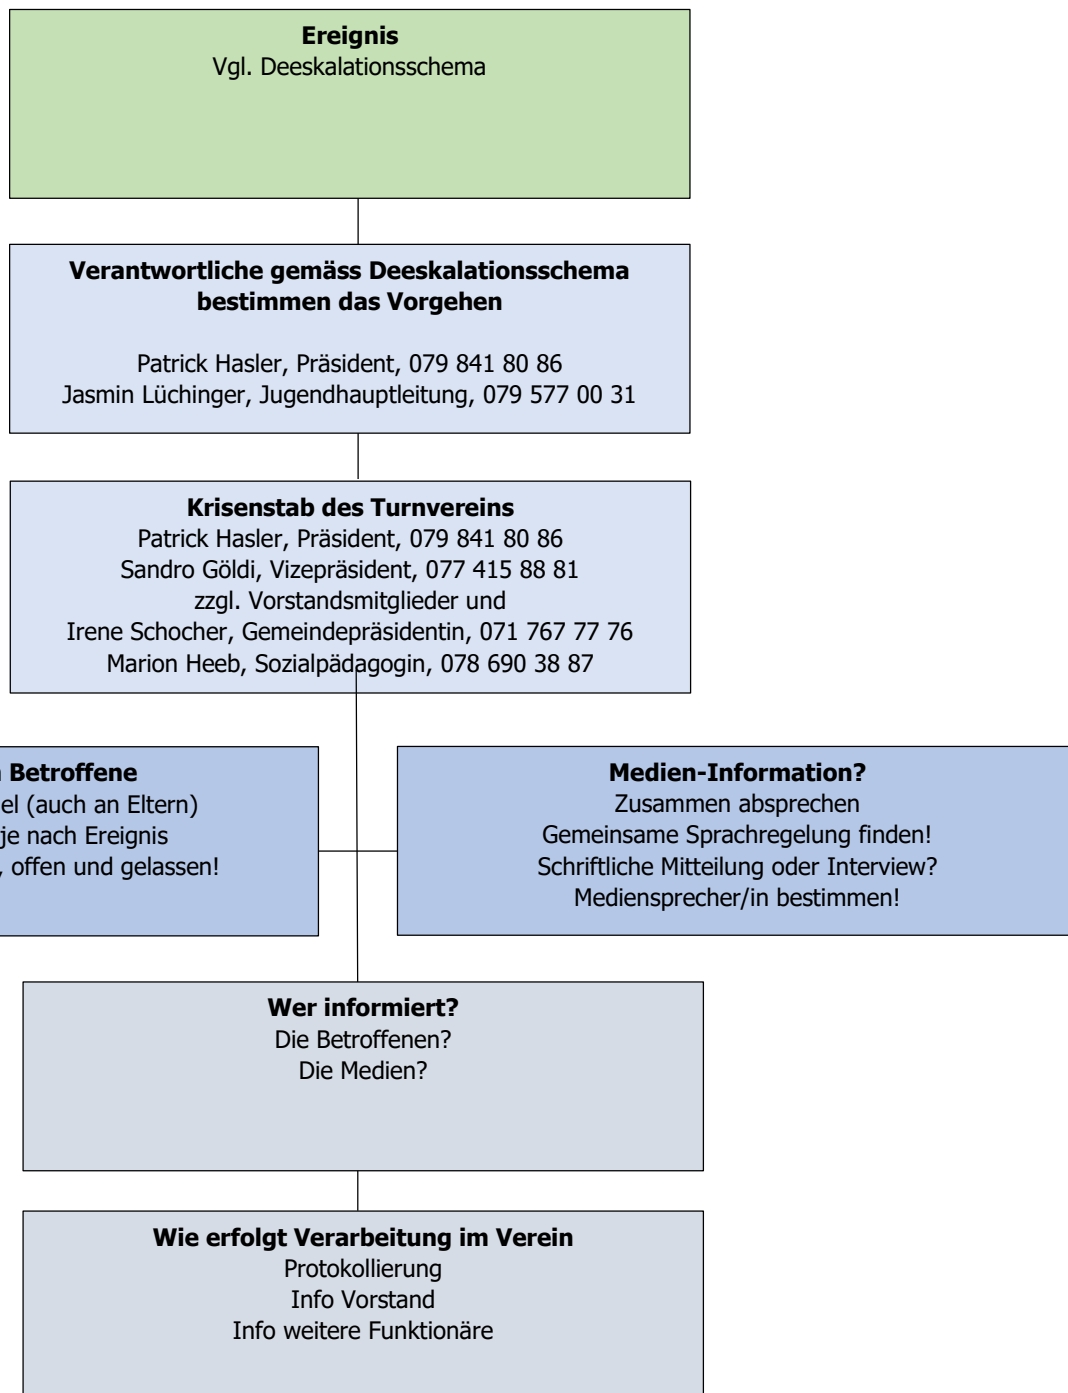 Ereignis
Vgl. Deeskalationsschema
Verantwortliche gemäss Deeskalationsschema
bestimmen das Vorgehen
Patrick Hasler, Präsident, 079 841 80 86
Jasmin Lüchinger, Jugendhauptleitung, 079 577 00 31
Krisenstab des Turnvereins
Patrick Hasler, Präsident, 079 841 80 86
Sandro Göldi, Vizepräsident, 077 415 88 81
zzgl. Vorstandsmitglieder und
Irene Schocher, Gemeindepräsidentin, 071 767 77 76
Marion Heeb, Sozialpädagogin, 078 690 38 87
Betroffene
(auch an Eltern)
je nach Ereignis
, offen und gelassen!
Medien-Information?
Zusammen absprechen
Gemeinsame Sprachregelung finden!
Schriftliche Mitteilung oder Interview?
Mediensprecher/in bestimmen!
Wer informiert?
Die Betroffenen?
Die Medien?
Wie erfolgt Verarbeitung im Verein
Protokollierung
Info Vorstand
Info weitere Funktionäre